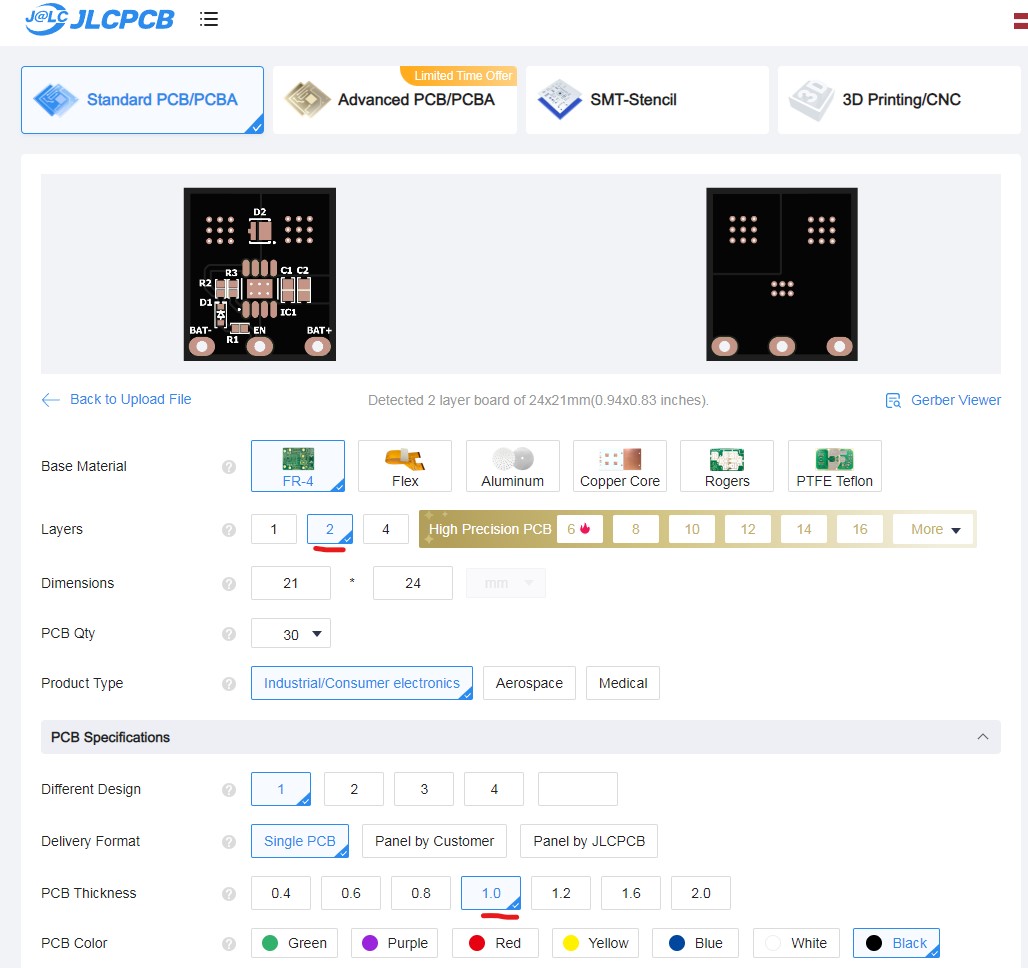 J@LC JLCPCB
Limited Time Offer
Standard PCB/PCBA
Advanced PCB/PCBA
SMT-Stencil
3D Printing/CNC
D2
R3 C1 C2
R2
D1
IC1
BAT- EN BAT+
R1
Back to Upload File
Detected 2 layer board of 24x21mm(0.94x0.83 inches).
Gerber Viewer
Base Material ? FR-4 Flex Aluminum Copper Core Rogers PTFE Teflon
Layers ? 1 2 4 High Precision PCB 6 8 10 12 14 16 More
Dimensions ? 21 * 24 mm
PCB Qty ? 30
Product Type ? Industrial/Consumer electronics Aerospace Medical
PCB Specifications
Different Design ? 1 2 3 4
Delivery Format ? Single PCB Panel by Customer Panel by JLCPCB
PCB Thickness ? 0.4 0.6 0.8 1.0 1.2 1.6 2.0
PCB Color ? Green Purple Red Yellow Blue White Black